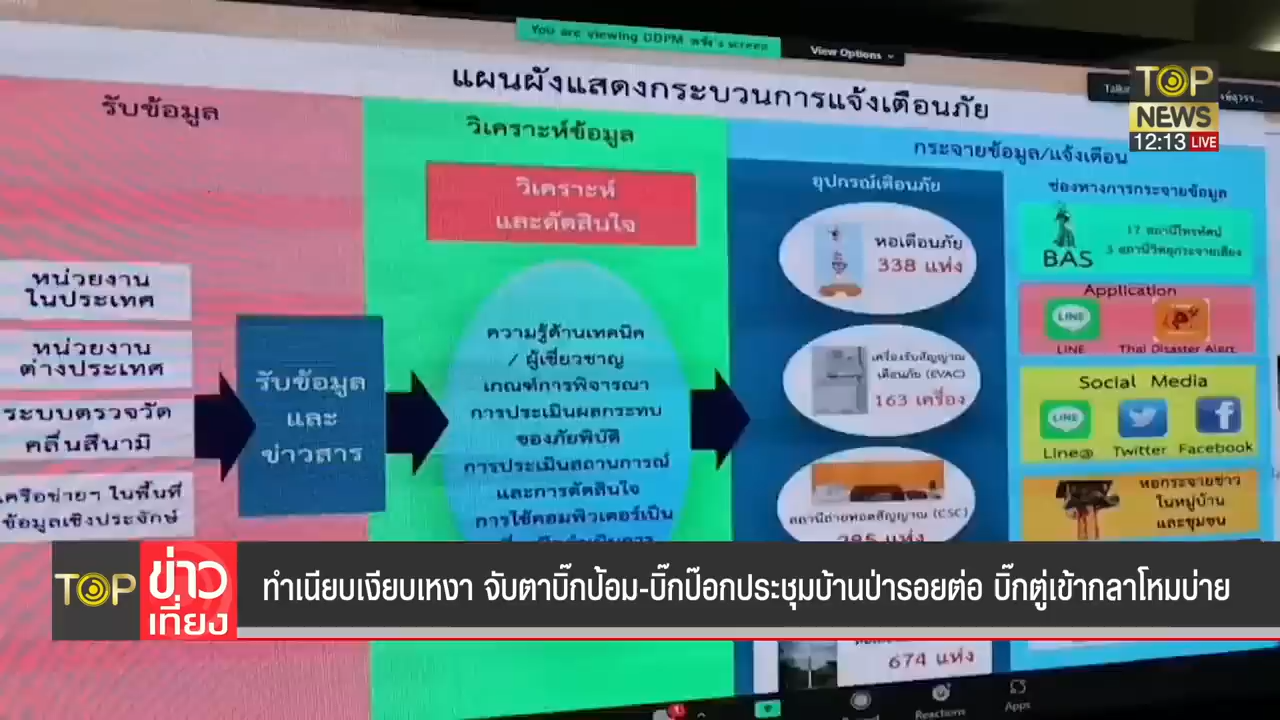 You are viewing DDPM
's screen
View Options
TOP
NEWS
12:13 LIVE
แผนผังแสดงกระบวนการแจ้งเตือนภัย
รับข้อมูล
วิเคราะห์ข้อมูล
กระจายข้อมูล/แจ้งเตือน
วิเคราะห์
และตัดสินใจ
อุปกรณ์เตือนภัย
ช่องทางการกระจายข้อมูล
หอเตือนภัย
338 แห่ง
BAS
17 สถานีโทรทัศน์
3 สถานีวิทยุกระจายเสียง
หน่วยงาน
ในประเทศ
หน่วยงาน
ต่างประเทศ
ระบบตรวจวัด
คลื่นสึนามิ
เครือข่ายฯ ในพื้นที่
ข้อมูลเชิงประจักษ์
รับข้อมูล
และ
ข่าวสาร
ความรู้ด้านเทคนิค
/ ผู้เชี่ยวชาญ
เกณฑ์การพิจารณา
การประเมินผลกระทบ
ของภัยพิบัติ
การประเมินสถานการณ์
และการตัดสินใจ
การใช้คอมพิวเตอร์เป็น
เครื่องรับสัญญาณ
เตือนภัย (EVAC)
163 เครื่อง
สถานีถ่ายทอดสัญญาณ (CSC)
285 แห่ง
Application
LINE
LINE
Thai Disaster Alert
Social Media
LINE
Line@
Twitter
Facebook
หอกระจายข่าว
ในหมู่บ้าน
และชุมชน
TOP
ข่าว
เที่ยง
ทำเนียบเงียบเหงา จับตาบิ๊กป้อม-บิ๊กป๊อกประชุมบ้านป่ารอยต่อ บิ๊กตู่เข้ากลาโหมบ่าย
674 แห่ง
Reactions
Apps